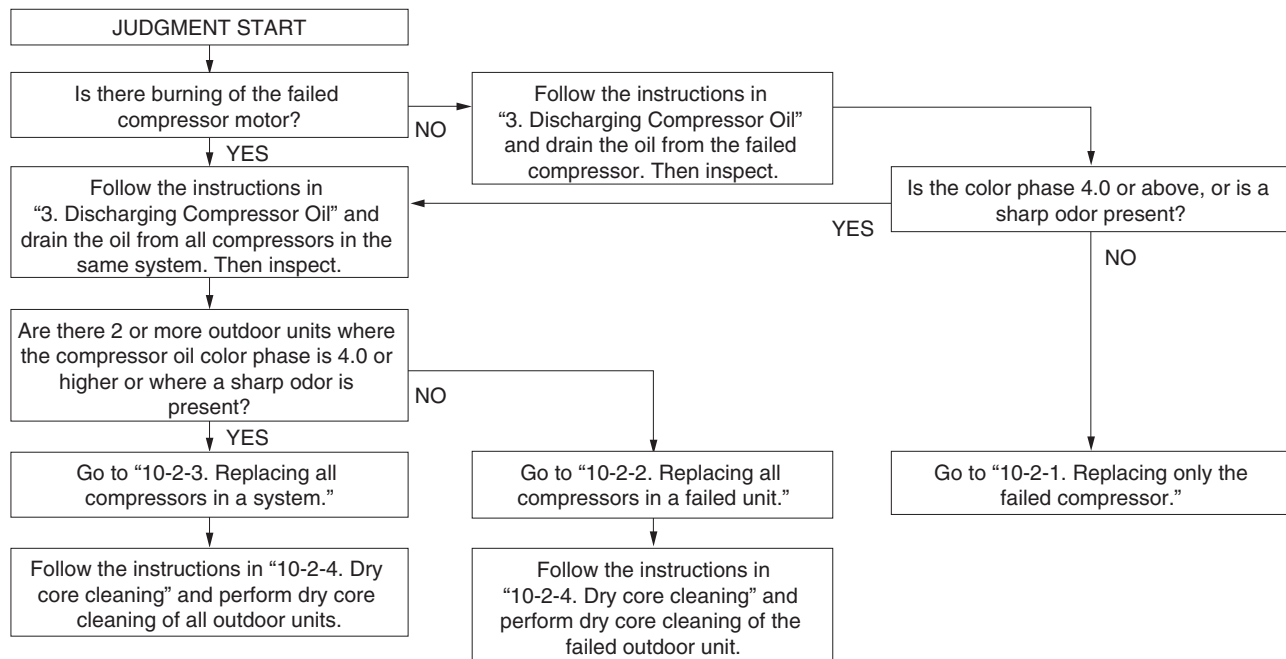 JUDGMENT START
Is there burning of the failed
compressor motor?
NO
YES
Follow the instructions in
“3. Discharging Compressor Oil”
and drain the oil from the failed
compressor. Then inspect.
Is the color phase 4.0 or above, or is a
sharp odor present?
YES
NO
Follow the instructions in
“3. Discharging Compressor Oil” and
drain the oil from all compressors in the
same system. Then inspect.
Are there 2 or more outdoor units where
the compressor oil color phase is 4.0 or
higher or where a sharp odor is
present?
NO
YES
Go to “10-2-3. Replacing all
compressors in a system.”
Go to “10-2-2. Replacing all
compressors in a failed unit.”
Go to “10-2-1. Replacing only the
failed compressor.”
Follow the instructions in “10-2-4. Dry
core cleaning” and perform dry core
cleaning of all outdoor units.
Follow the instructions in
“10-2-4. Dry core cleaning” and
perform dry core cleaning of the
failed outdoor unit.